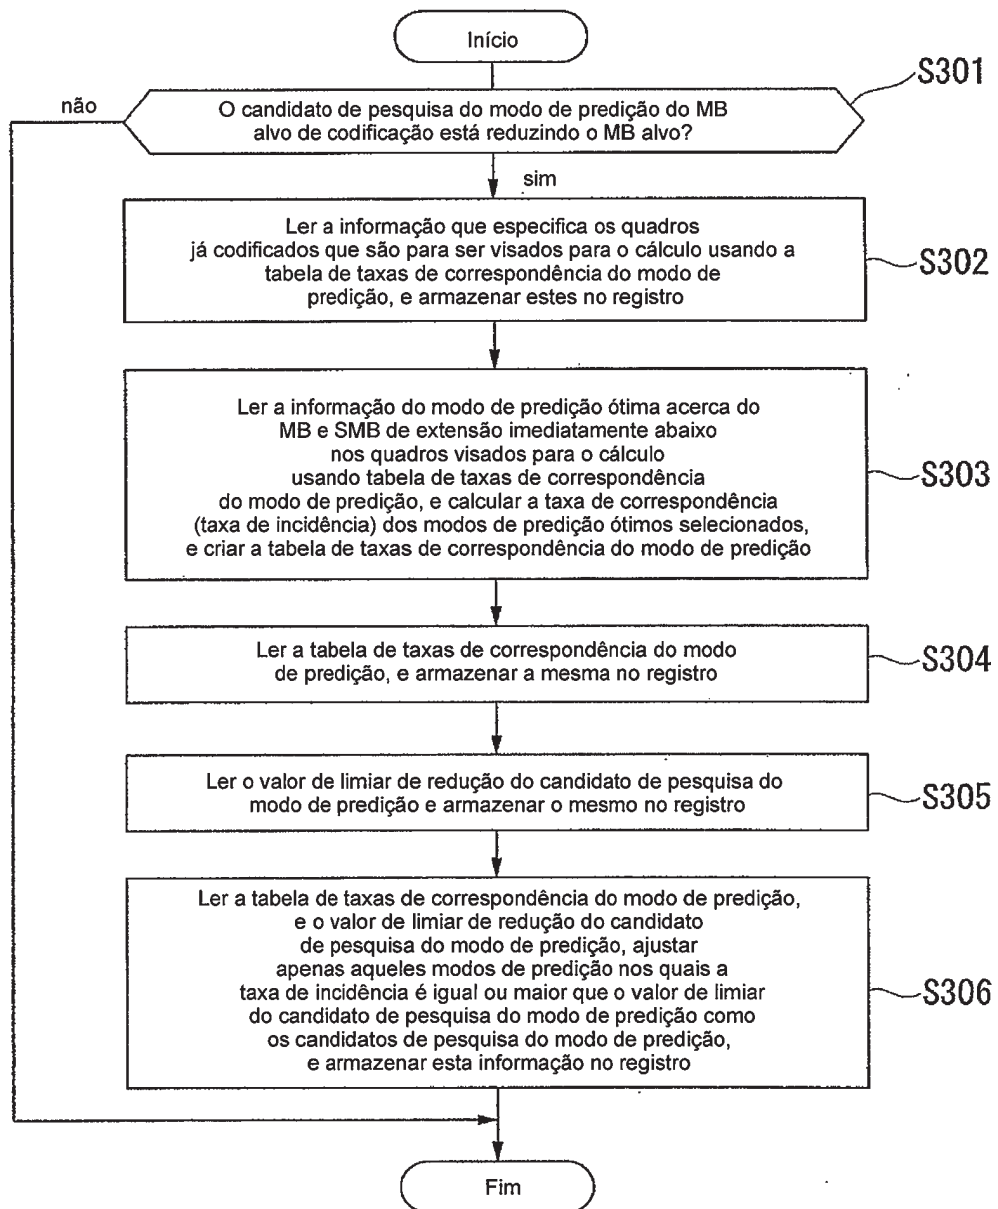 Início
S301
não
O candidato de pesquisa do modo de predição do MB
alvo de codificação está reduzindo o MB alvo?
sim
Ler a informação que especifica os quadros
já codificados que são para ser visados para o cálculo usando a
tabela de taxas de correspondência do modo de
predição, e armazenar estes no registro
S302
Ler a informação do modo de predição ótima acerca do
MB e SMB de extensão imediatamente abaixo
nos quadros visados para o cálculo
usando tabela de taxas de correspondência
do modo de predição, e calcular a taxa de correspondência
(taxa de incidência) dos modos de predição ótimos selecionados,
e criar a tabela de taxas de correspondência do modo de predição
S303
Ler a tabela de taxas de correspondência do modo
de predição, e armazenar a mesma no registro
S304
Ler o valor de limiar de redução do candidato de pesquisa do
modo de predição e armazenar o mesmo no registro
S305
Ler a tabela de taxas de correspondência do modo de predição,
e o valor de limiar de redução do candidato
de pesquisa do modo de predição, ajustar
apenas aqueles modos de predição nos quais a
taxa de incidência é igual ou maior que o valor de limiar
do candidato de pesquisa do modo de predição como
os candidatos de pesquisa do modo de predição,
e armazenar esta informação no registro
S306
Fim